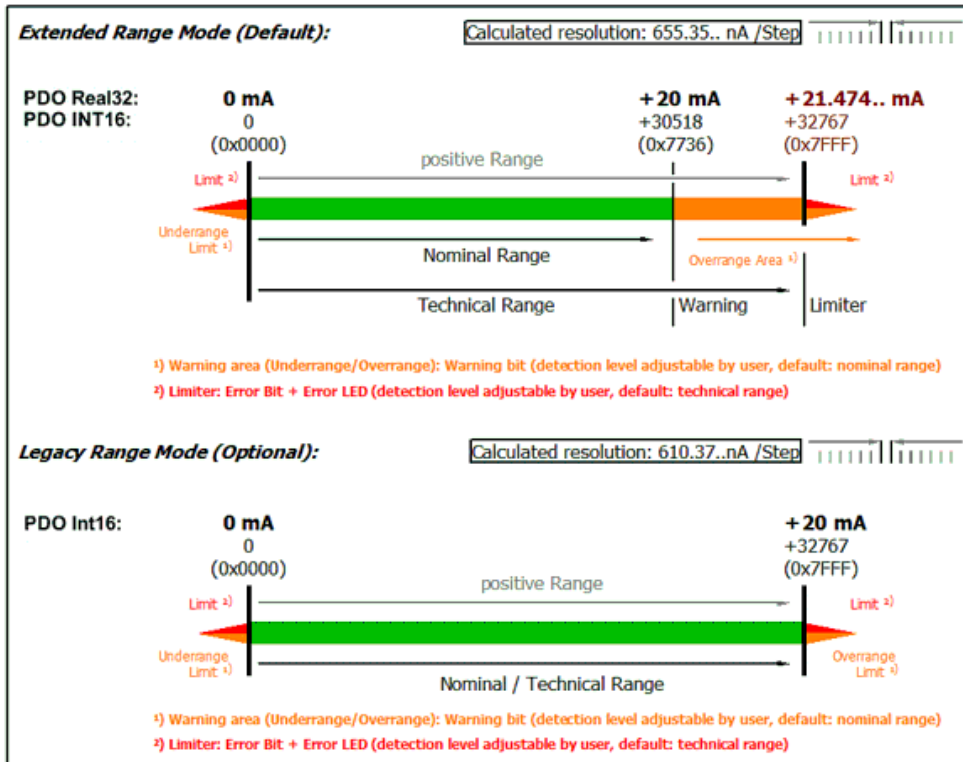 Extended Range Mode (Default):
Calculated resolution: 655.35.. nA /Step
PDO Real32: 0 mA +20 mA +21.474.. mA
PDO INT16: 0 +30518 +32767
(0x0000) (0x7736) (0x7FFF)
positive Range
Limit ²) Limit ²)
Underrange
Limit ¹)
Nominal Range
Overrange Area ¹)
Technical Range Warning Limiter
¹) Warning area (Underrange/Overrange): Warning bit (detection level adjustable by user, default: nominal range)
²) Limiter: Error Bit + Error LED (detection level adjustable by user, default: technical range)
Legacy Range Mode (Optional):
Calculated resolution: 610.37..nA /Step
PDO Int16: 0 mA +20 mA
0 +32767
(0x0000) (0x7FFF)
positive Range
Limit ²) Limit ²)
Underrange Overrange
Limit ¹) Limit ¹)
Nominal / Technical Range
¹) Warning area (Underrange/Overrange): Warning bit (detection level adjustable by user, default: nominal range)
²) Limiter: Error Bit + Error LED (detection level adjustable by user, default: technical range)